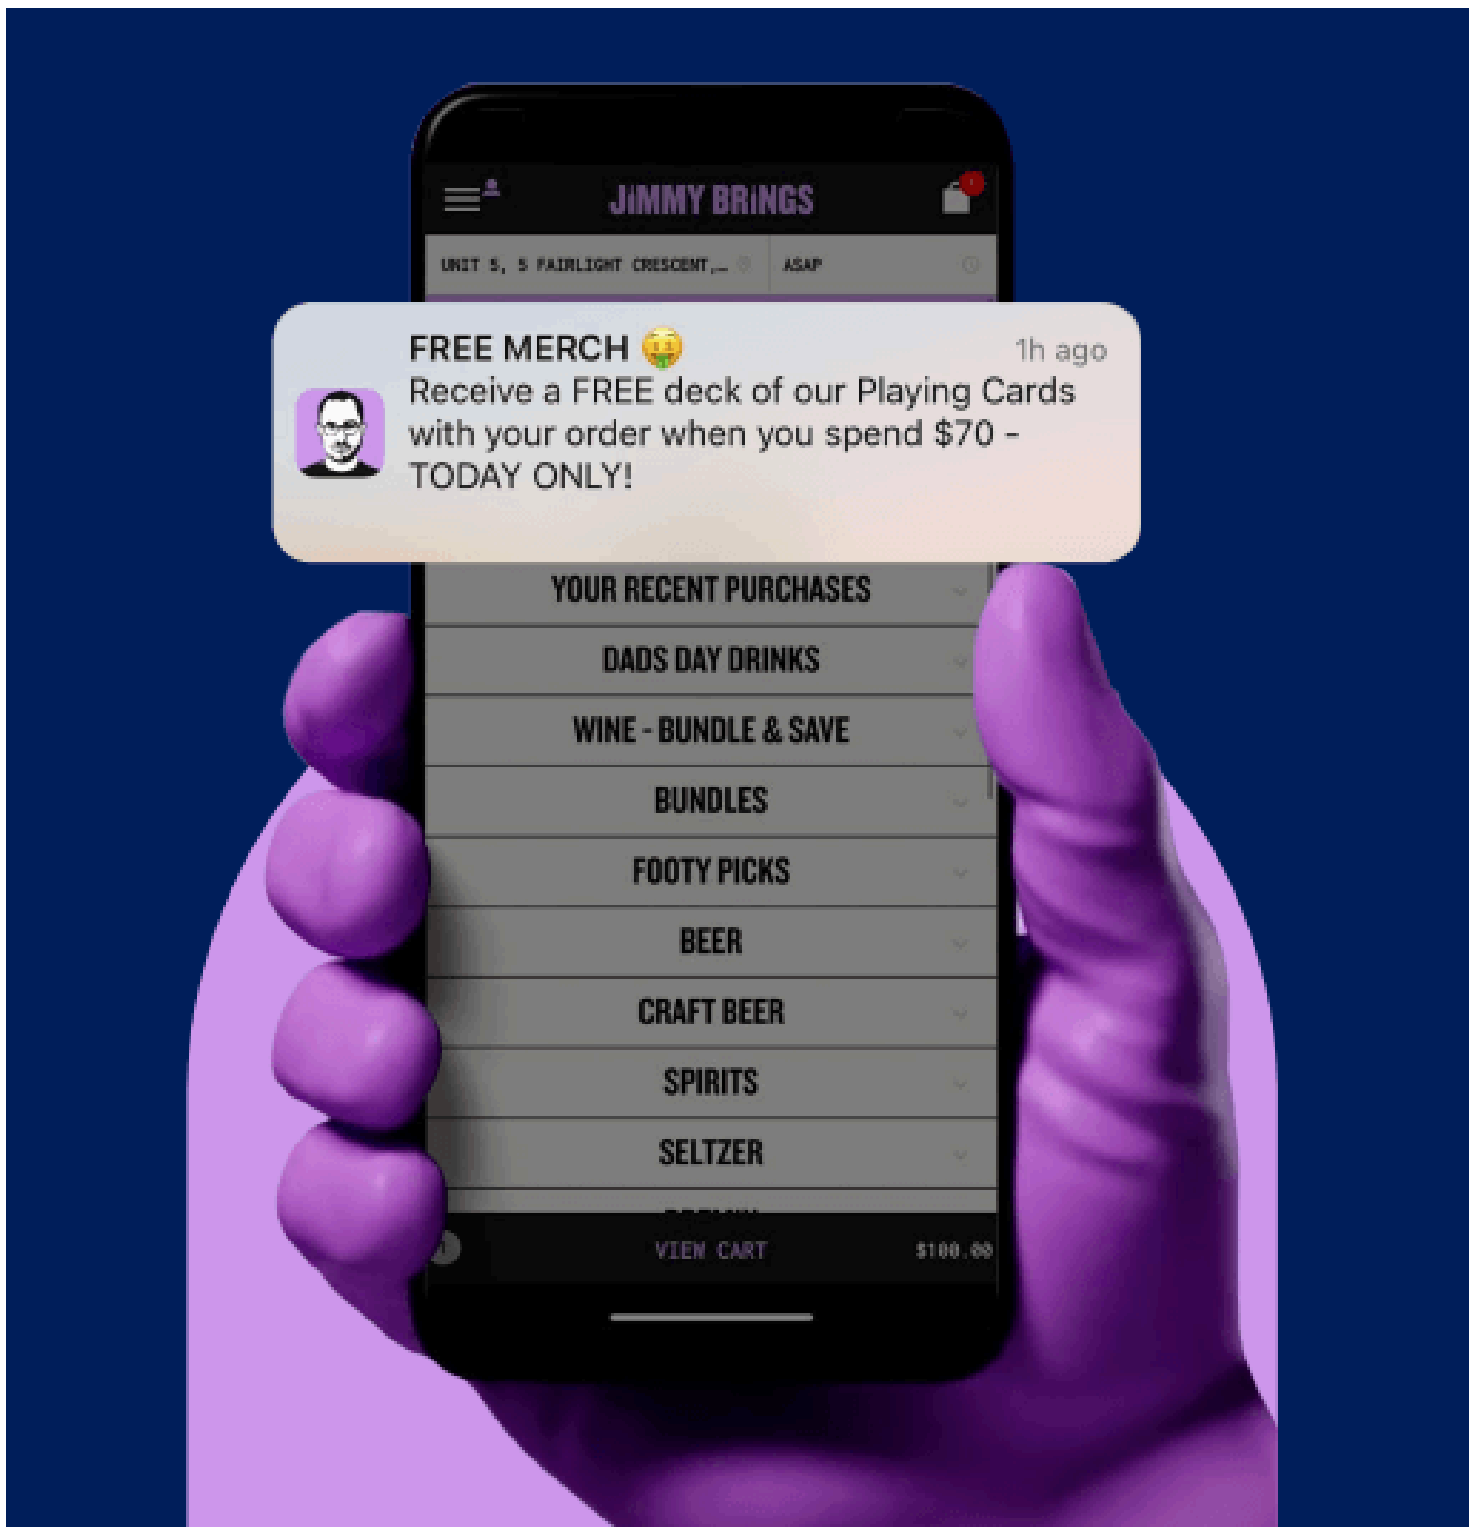 JiMMY BRiNGS
UNIT 5, 5 FAIRLIGHT CRESCENT,… ASAP
FREE MERCH 🤑 1h ago
Receive a FREE deck of our Playing Cards
with your order when you spend $70 -
TODAY ONLY!
YOUR RECENT PURCHASES
DADS DAY DRINKS
WINE - BUNDLE & SAVE
BUNDLES
FOOTY PICKS
BEER
CRAFT BEER
SPIRITS
SELTZER
VIEW CART $100.00